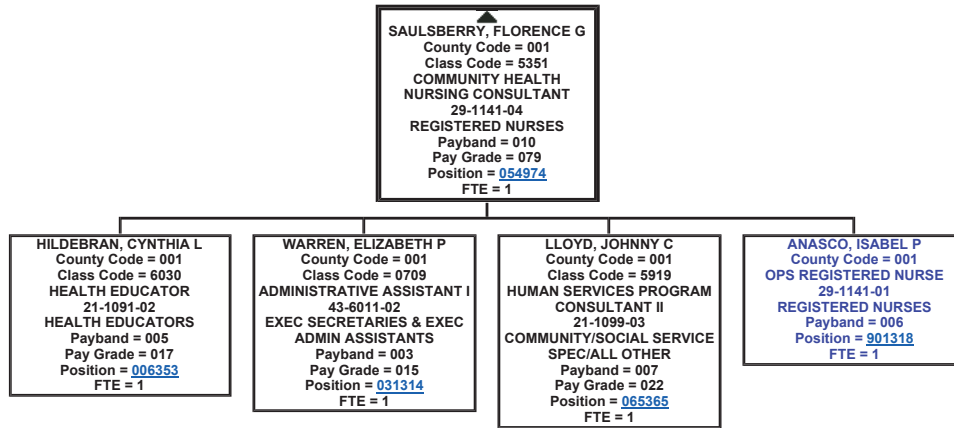 SAULSBERRY, FLORENCE G
County Code = 001
Class Code = 5351
COMMUNITY HEALTH
NURSING CONSULTANT
29-1141-04
REGISTERED NURSES
Payband = 010
Pay Grade = 079
Position = 054974
FTE = 1
HILDEBRAN, CYNTHIA L
County Code = 001
Class Code = 6030
HEALTH EDUCATOR
21-1091-02
HEALTH EDUCATORS
Payband = 005
Pay Grade = 017
Position = 006353
FTE = 1
WARREN, ELIZABETH P
County Code = 001
Class Code = 0709
ADMINISTRATIVE ASSISTANT I
43-6011-02
EXEC SECRETARIES & EXEC
ADMIN ASSISTANTS
Payband = 003
Pay Grade = 015
Position = 031314
FTE = 1
LLOYD, JOHNNY C
County Code = 001
Class Code = 5919
HUMAN SERVICES PROGRAM
CONSULTANT II
21-1099-03
COMMUNITY/SOCIAL SERVICE
SPEC/ALL OTHER
Payband = 007
Pay Grade = 022
Position = 065365
FTE = 1
ANASCO, ISABEL P
County Code = 001
OPS REGISTERED NURSE
29-1141-01
REGISTERED NURSES
Payband = 006
Position = 901318
FTE = 1